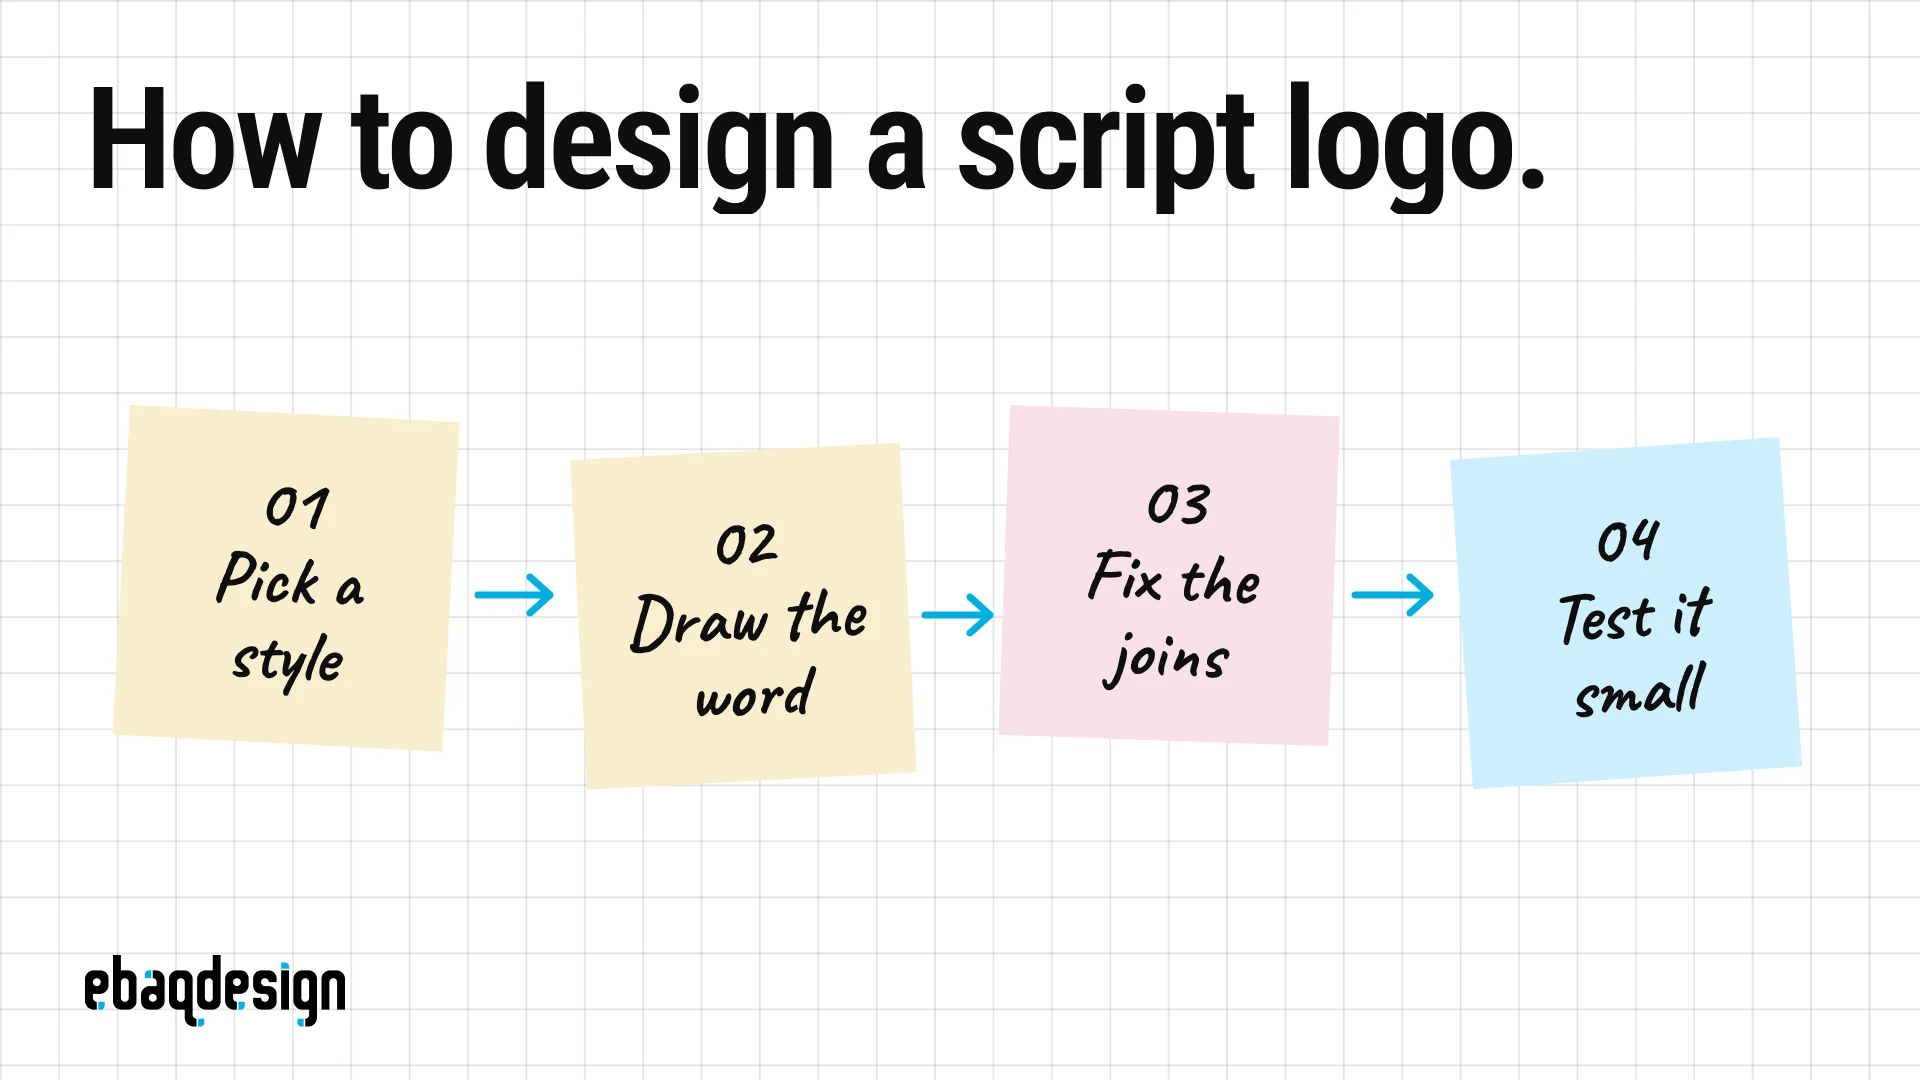 How to design a script logo.
01
Pick a
style
02
Draw the
word
03
Fix the
joins
04
Test it
small
ebaqdesign